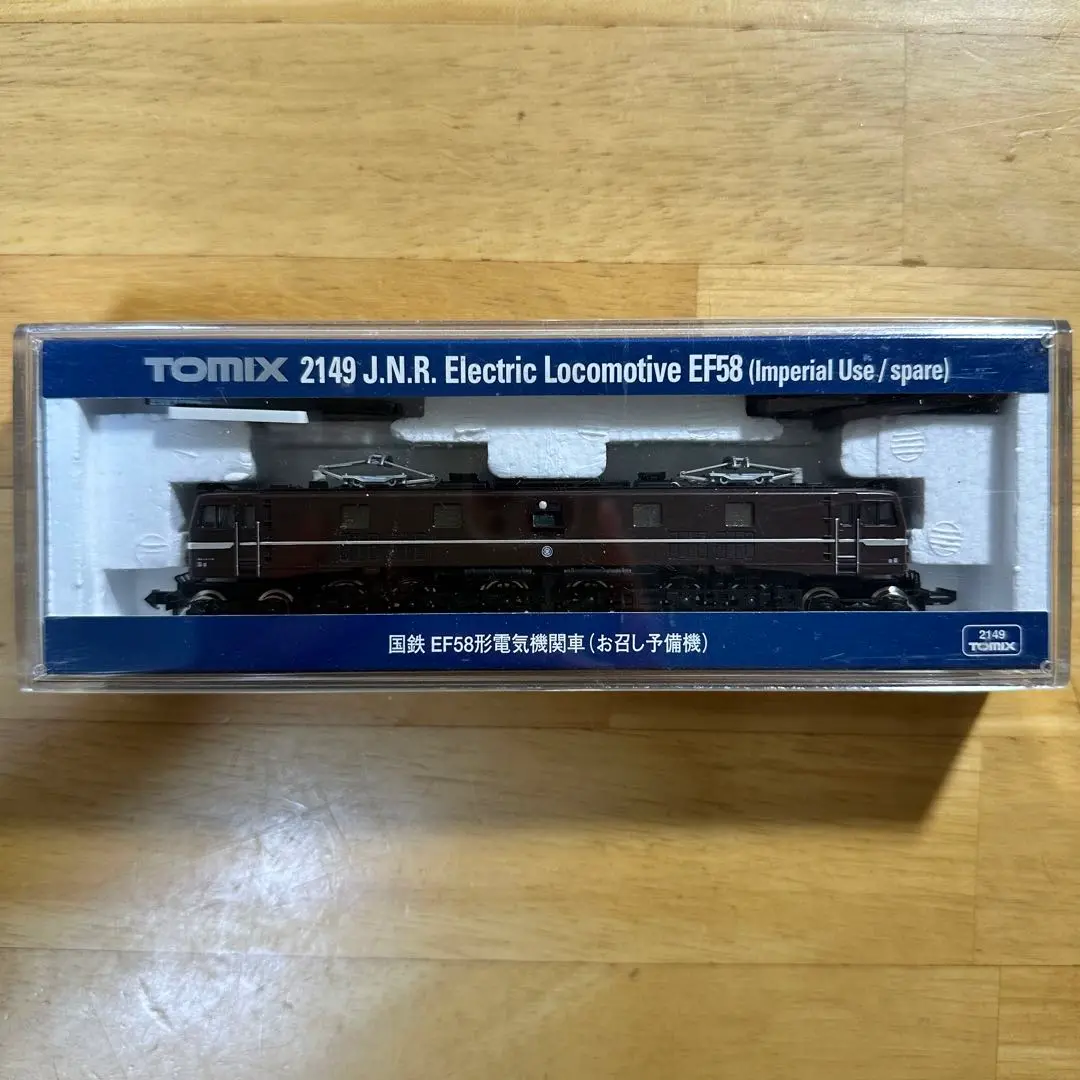 TOMIX 2149 J.N.R. Electric Locomotive EF58 (Imperial Use / spare)
国鉄 EF58形電気機関車(お召し予備機)
2149
TOMIX